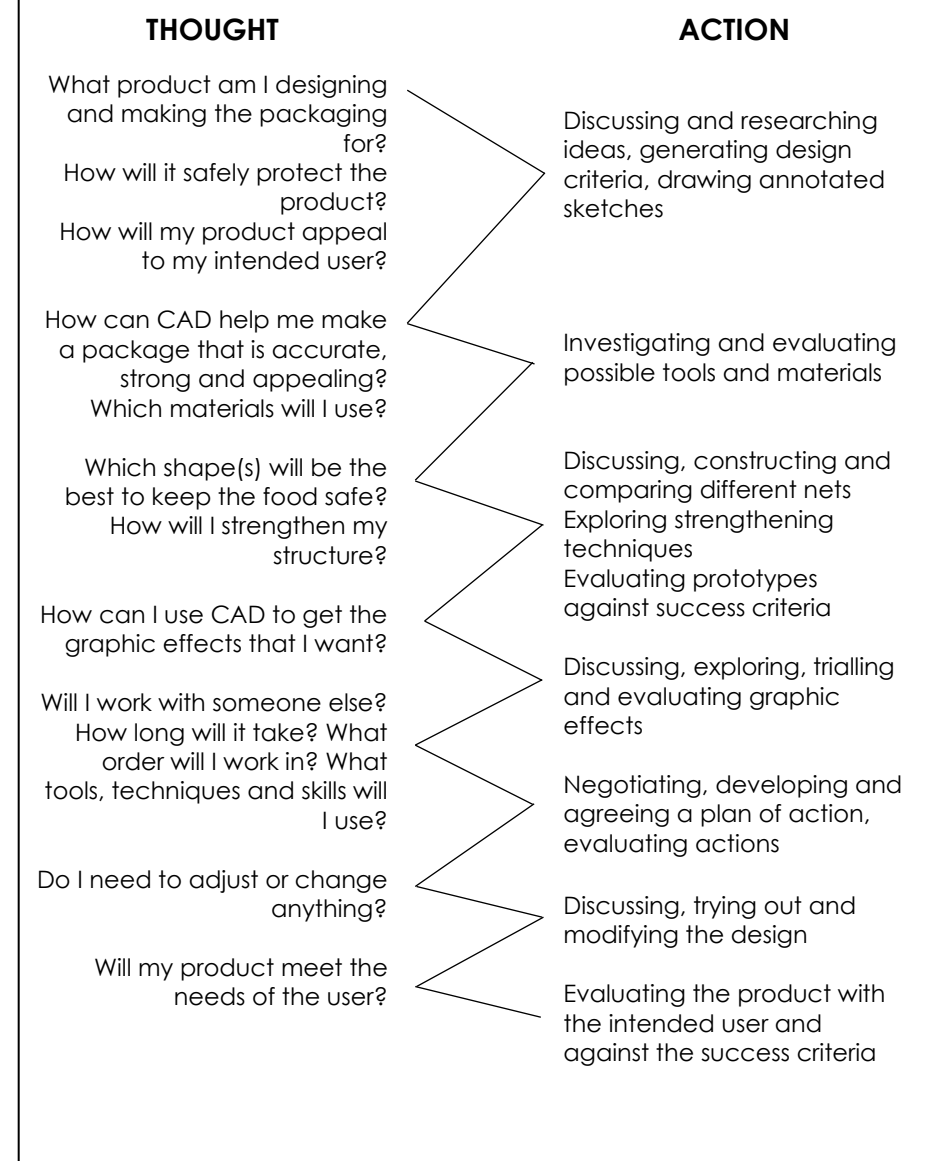 THOUGHT
What product am I designing
and making the packaging
for?
How will it safely protect the
product?
How will my product appeal
to my intended user?
How can CAD help me make
a package that is accurate,
strong and appealing?
Which materials will I use?
Which shape(s) will be the
best to keep the food safe?
How will I strengthen my
structure?
How can I use CAD to get the
graphic effects that I want?
Will I work with someone else?
How long will it take? What
order will I work in? What
tools, techniques and skills will
I use?
Do I need to adjust or change
anything?
Will my product meet the
needs of the user?
ACTION
Discussing and researching
ideas, generating design
criteria, drawing annotated
sketches
Investigating and evaluating
possible tools and materials
Discussing, constructing and
comparing different nets
Exploring strengthening
techniques
Evaluating prototypes
against success criteria
Discussing, exploring, trialling
and evaluating graphic
effects
Negotiating, developing and
agreeing a plan of action,
evaluating actions
Discussing, trying out and
modifying the design
Evaluating the product with
the intended user and
against the success criteria